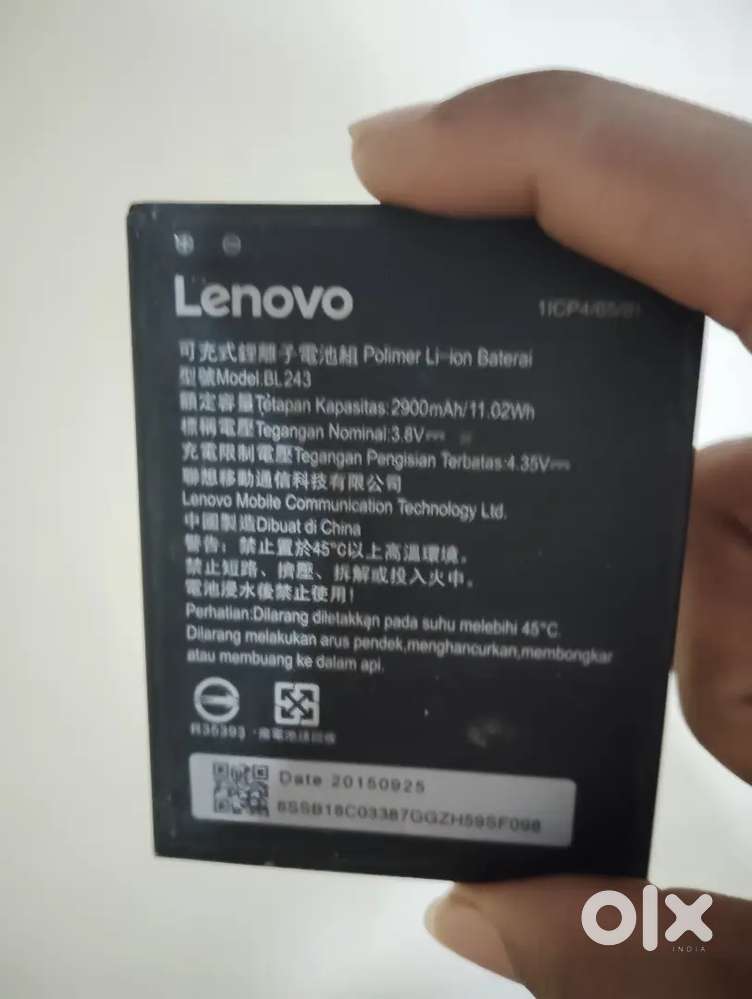 Lenovo
1ICP4/65/81
可充式鋰離子電池組 Polimer Li-ion Baterai
型號Model:BL243
額定容量Tetapan Kapasitas:2900mAh/11.02Wh
標稱電壓Tegangan Nominal:3.8V⎓
充電限制電壓Tegangan Pengisian Terbatas:4.35V⎓
聯想移動通信科技有限公司
Lenovo Mobile Communication Technology Ltd.
中國製造Dibuat di China
警告：禁止置於45°C以上高溫環境。
禁止短路、擠壓、拆解或投入火中。
電池浸水後禁止使用！
Perhatian:Dilarang diletakkan pada suhu melebihi 45°C.
Dilarang melakukan arus pendek,menghancurkan,membongkar
atau membuang ke dalam api.
R35393
廢電池請回收
Date 20150925
8SSB18C03387GGZH59SF098
olx
INDIA